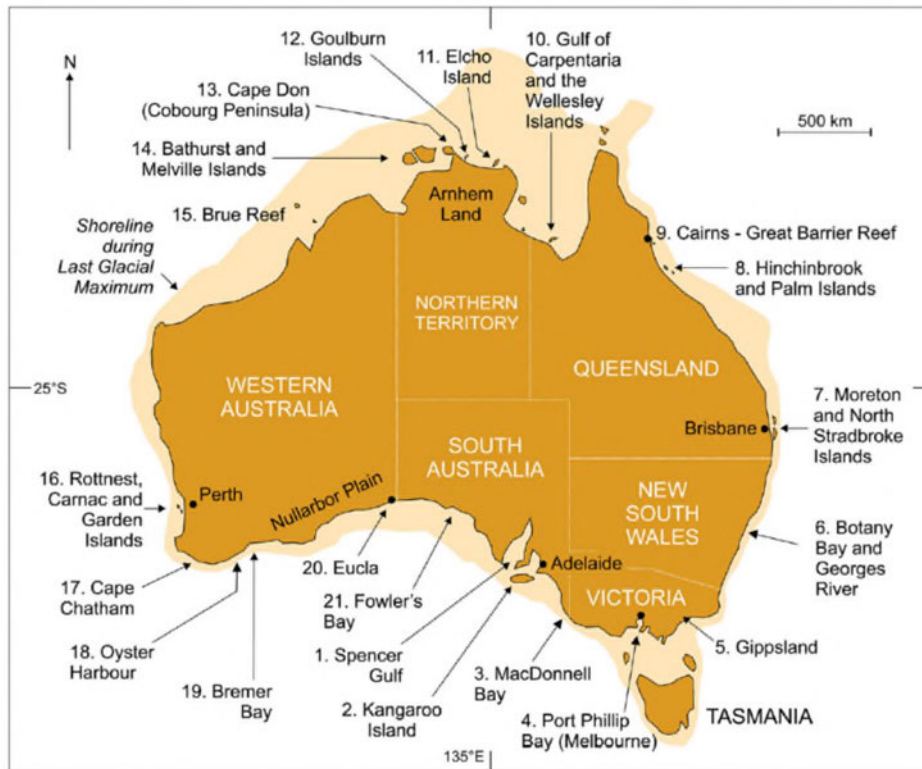 N
12. Goulburn
Islands
11. Elcho
Island
10. Gulf of
Carpentaria
and the
Wellesley
Islands
13. Cape Don
(Cobourg Peninsula)
500 km
14. Bathurst and
Melville Islands
Arnhem
Land
15. Brue Reef
Shoreline
during
Last Glacial
Maximum
9. Cairns - Great Barrier Reef
8. Hinchinbrook
and Palm Islands
NORTHERN
TERRITORY
WESTERN
AUSTRALIA
QUEENSLAND
25°S
7. Moreton
and North
Stradbroke
Islands
Brisbane
SOUTH
AUSTRALIA
16. Rottnest,
Carnac and
Garden
Islands
Perth
Nullarbor Plain
NEW
SOUTH
WALES
6. Botany
Bay and
Georges
River
20. Eucla
Adelaide
17. Cape
Chatham
21. Fowler's
Bay
VICTORIA
18. Oyster
Harbour
1. Spencer
Gulf
5. Gippsland
19. Bremer
Bay
3. MacDonnell
Bay
2. Kangaroo
Island
4. Port Phillip
Bay (Melbourne)
TASMANIA
135°E